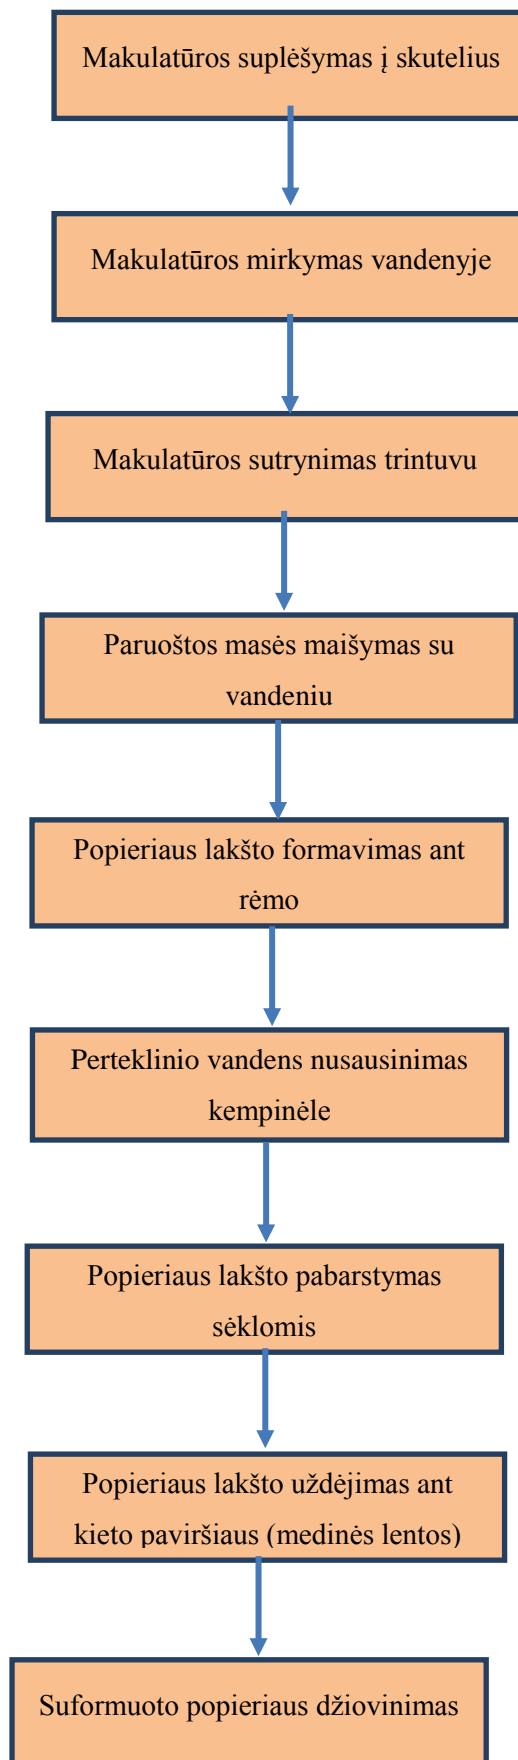 Makulatūros suplėšymas į skutelius
Makulatūros mirkymas vandenyje
Makulatūros sutrynimas trintuvu
Paruoštos masės maišymas su
vandeniu
Popieriaus lakšto formavimas ant
rėmo
Perteklinio vandens nusausinimas
kempinėle
Popieriaus lakšto pabarstymas
sėklomis
Popieriaus lakšto uždėjimas ant
kieto paviršiaus (medinės lentos)
Suformuoto popieriaus džiovinimas